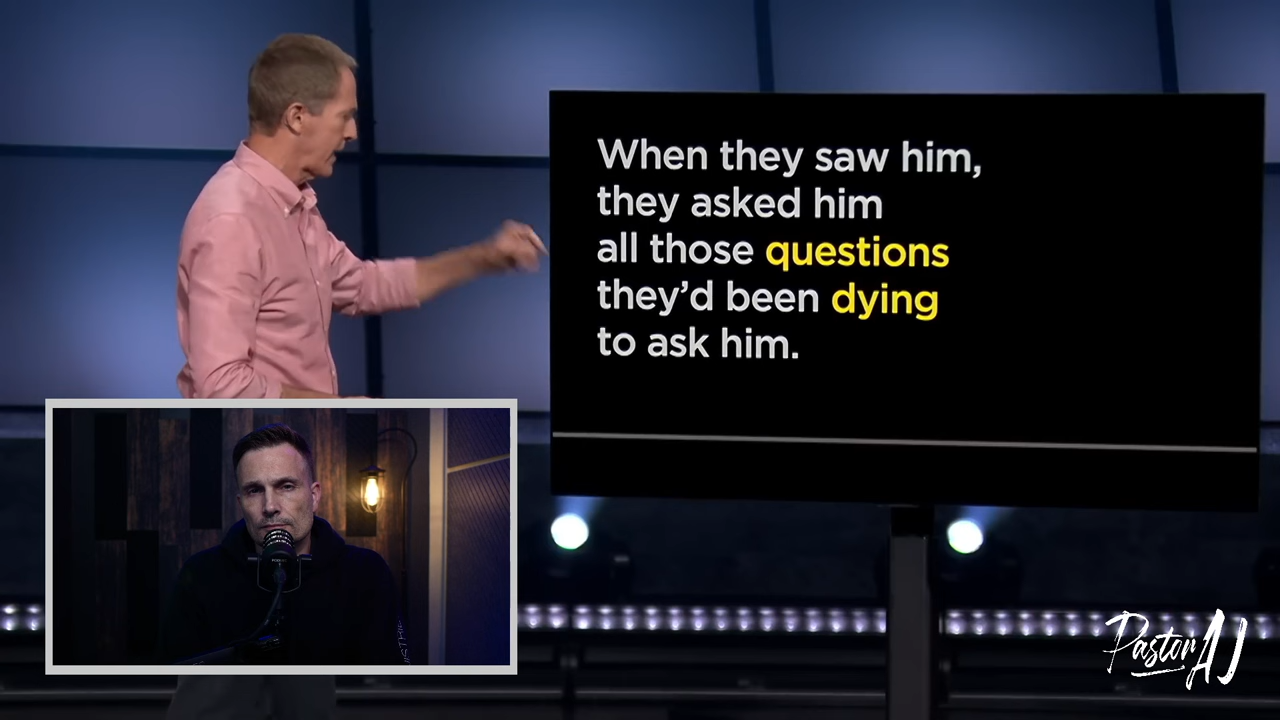 When they saw him,
they asked him
all those questions
they’d been dying
to ask him.
Pastor AJ